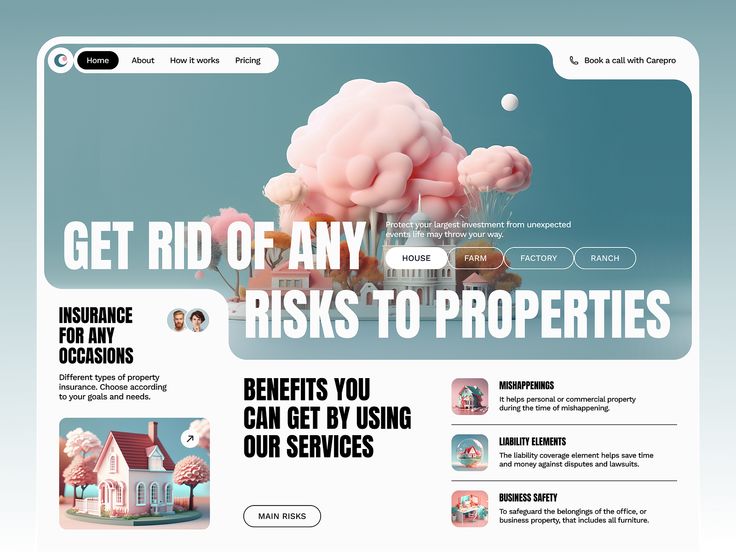 Home
About
How it works
Pricing
Book a call with Carepro
GET RID OF ANY
Protect your largest investment from unexpected
events life may throw your way.
HOUSE
FARM
FACTORY
RANCH
RISKS TO PROPERTIES
INSURANCE
FOR ANY
OCCASIONS
Different types of property
insurance. Choose according
to your goals and needs.
BENEFITS YOU
CAN GET BY USING
OUR SERVICES
MAIN RISKS
MISHAPPENINGS
It helps personal or commercial property
during the time of mishappening.
LIABILITY ELEMENTS
The liability coverage element helps save time
and money against disputes and lawsuits.
BUSINESS SAFETY
To safeguard the belongings of the office, or
business property, that includes all furniture.